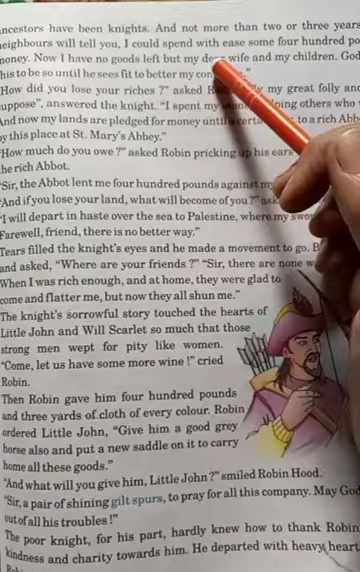 ncestors have been knights. And not more than two or three years
neighbours will tell you, I could spend with ease some four hundred po
money. Now I have no goods left but my dear wife and my children. God
his to be so until he sees fit to better my con
How did you lose your riches ?" asked R my great folly and
uppose", answered the knight. "I spent my ping others who
And now my lands are pledged for money until to a rich Abb
by this place at St. Mary's Abbey."
"How much do you owe ?" asked Robin pricking up his ears
he rich Abbot.
"Sir, the Abbot lent me four hundred pounds against my
"And if you lose your land, what will become of you ?" ask
"I will depart in haste over the sea to Palestine, where my
Farewell, friend, there is no better way."
Tears filled the knight's eyes and he made a movement to go. B
and asked, "Where are your friends ?" "Sir, there are none w
When I was rich enough, and at home, they were glad to
come and flatter me, but now they all shun me."
The knight's sorrowful story touched the hearts of
Little John and Will Scarlet so much that those
strong men wept for pity like women.
"Come, let us have some more wine !" cried
Robin.
Then Robin gave him four hundred pounds
and three yards of cloth of every colour. Robin
ordered Little John, "Give him a good grey
horse also and put a new saddle on it to carry
home all these goods."
"And what will you give him, Little John ?" smiled Robin Hood.
"Sir, a pair of shining gilt spurs, to pray for all this company. May God
out of all his troubles !"
The poor knight, for his part, hardly knew how to thank Robin
kindness and charity towards him. He departed with heavy heart